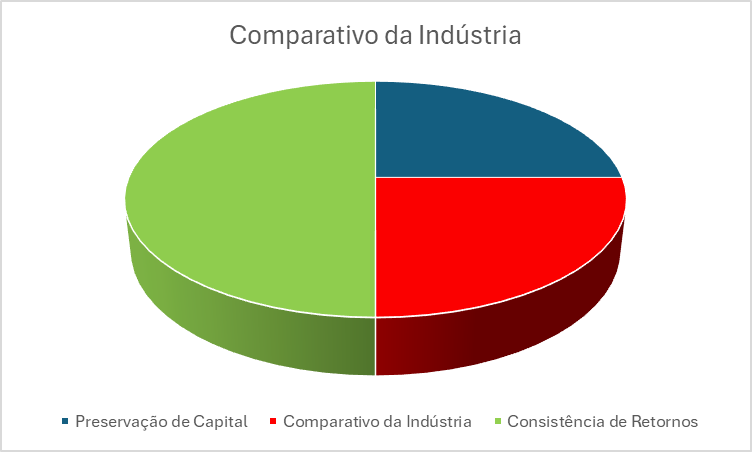 Comparativo da Indústria
Preservação de Capital Comparativo da Indústria Consistência de Retornos